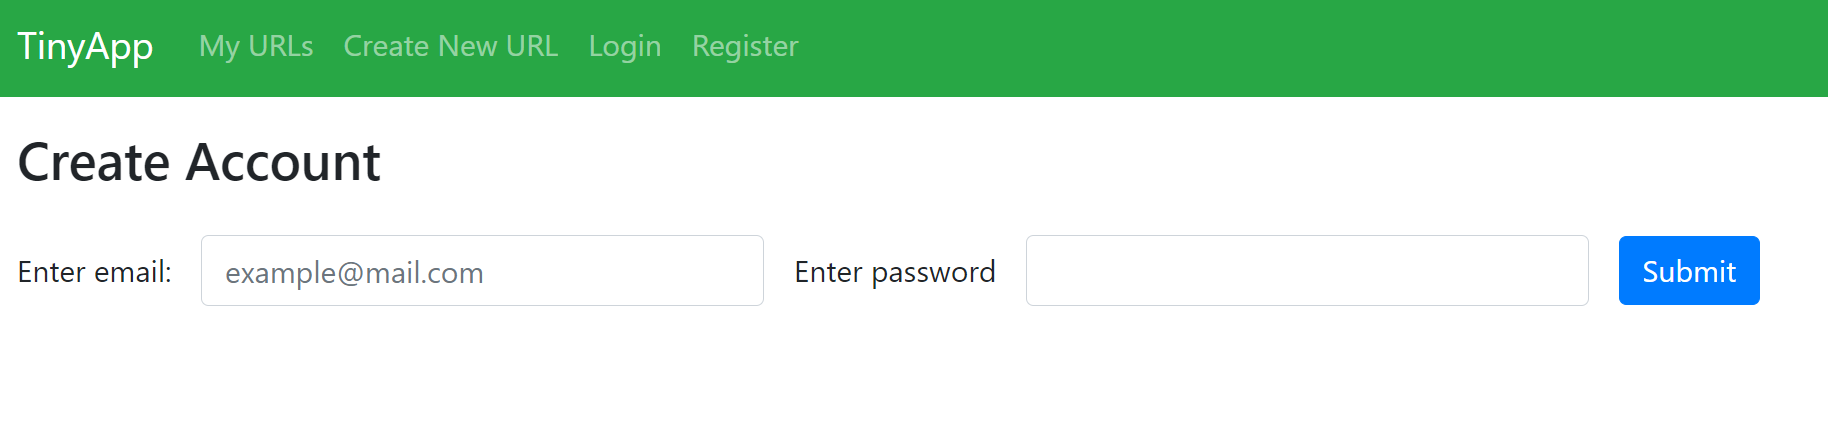 TinyApp My URLs Create New URL Login Register
Create Account
Enter email: example@mail.com Enter password Submit